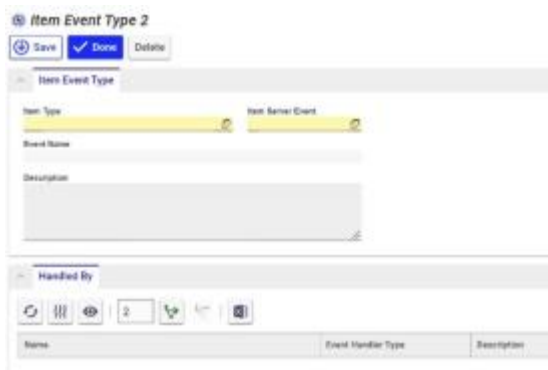 Item Event Type 2
Save Done Delete
Item Event Type
Item Type Item Server Event
Event Name
Description
Handled By
2
Name Event Handler Type Description